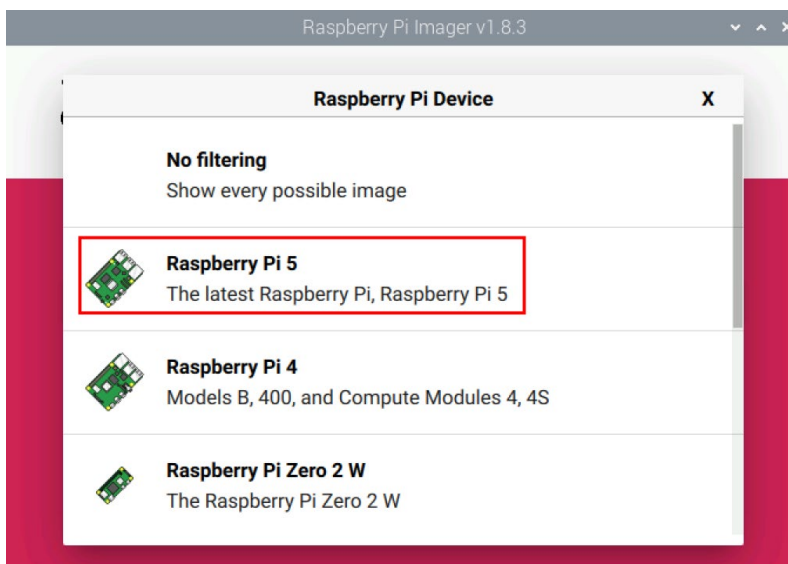 Raspberry Pi Imager v1.8.3
Raspberry Pi Device
X
No filtering
Show every possible image
Raspberry Pi 5
The latest Raspberry Pi, Raspberry Pi 5
Raspberry Pi 4
Models B, 400, and Compute Modules 4, 4S
Raspberry Pi Zero 2 W
The Raspberry Pi Zero 2 W